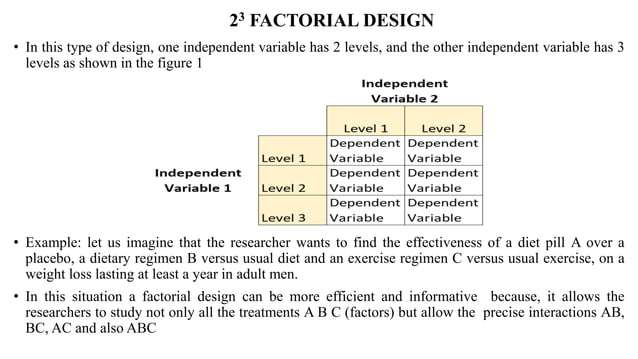 2³ FACTORIAL DESIGN
• In this type of design, one independent variable has 2 levels, and the other independent variable has 3
levels as shown in the figure 1
Independent
Variable 2
Level 1 Level 2
Independent
Variable 1
Level 1 Dependent Variable Dependent Variable
Level 2 Dependent Variable Dependent Variable
Level 3 Dependent Variable Dependent Variable
• Example: let us imagine that the researcher wants to find the effectiveness of a diet pill A over a
placebo, a dietary regimen B versus usual diet and an exercise regimen C versus usual exercise, on a
weight loss lasting at least a year in adult men.
• In this situation a factorial design can be more efficient and informative because, it allows the
researchers to study not only all the treatments A B C (factors) but allow the precise interactions AB,
BC, AC and also ABC